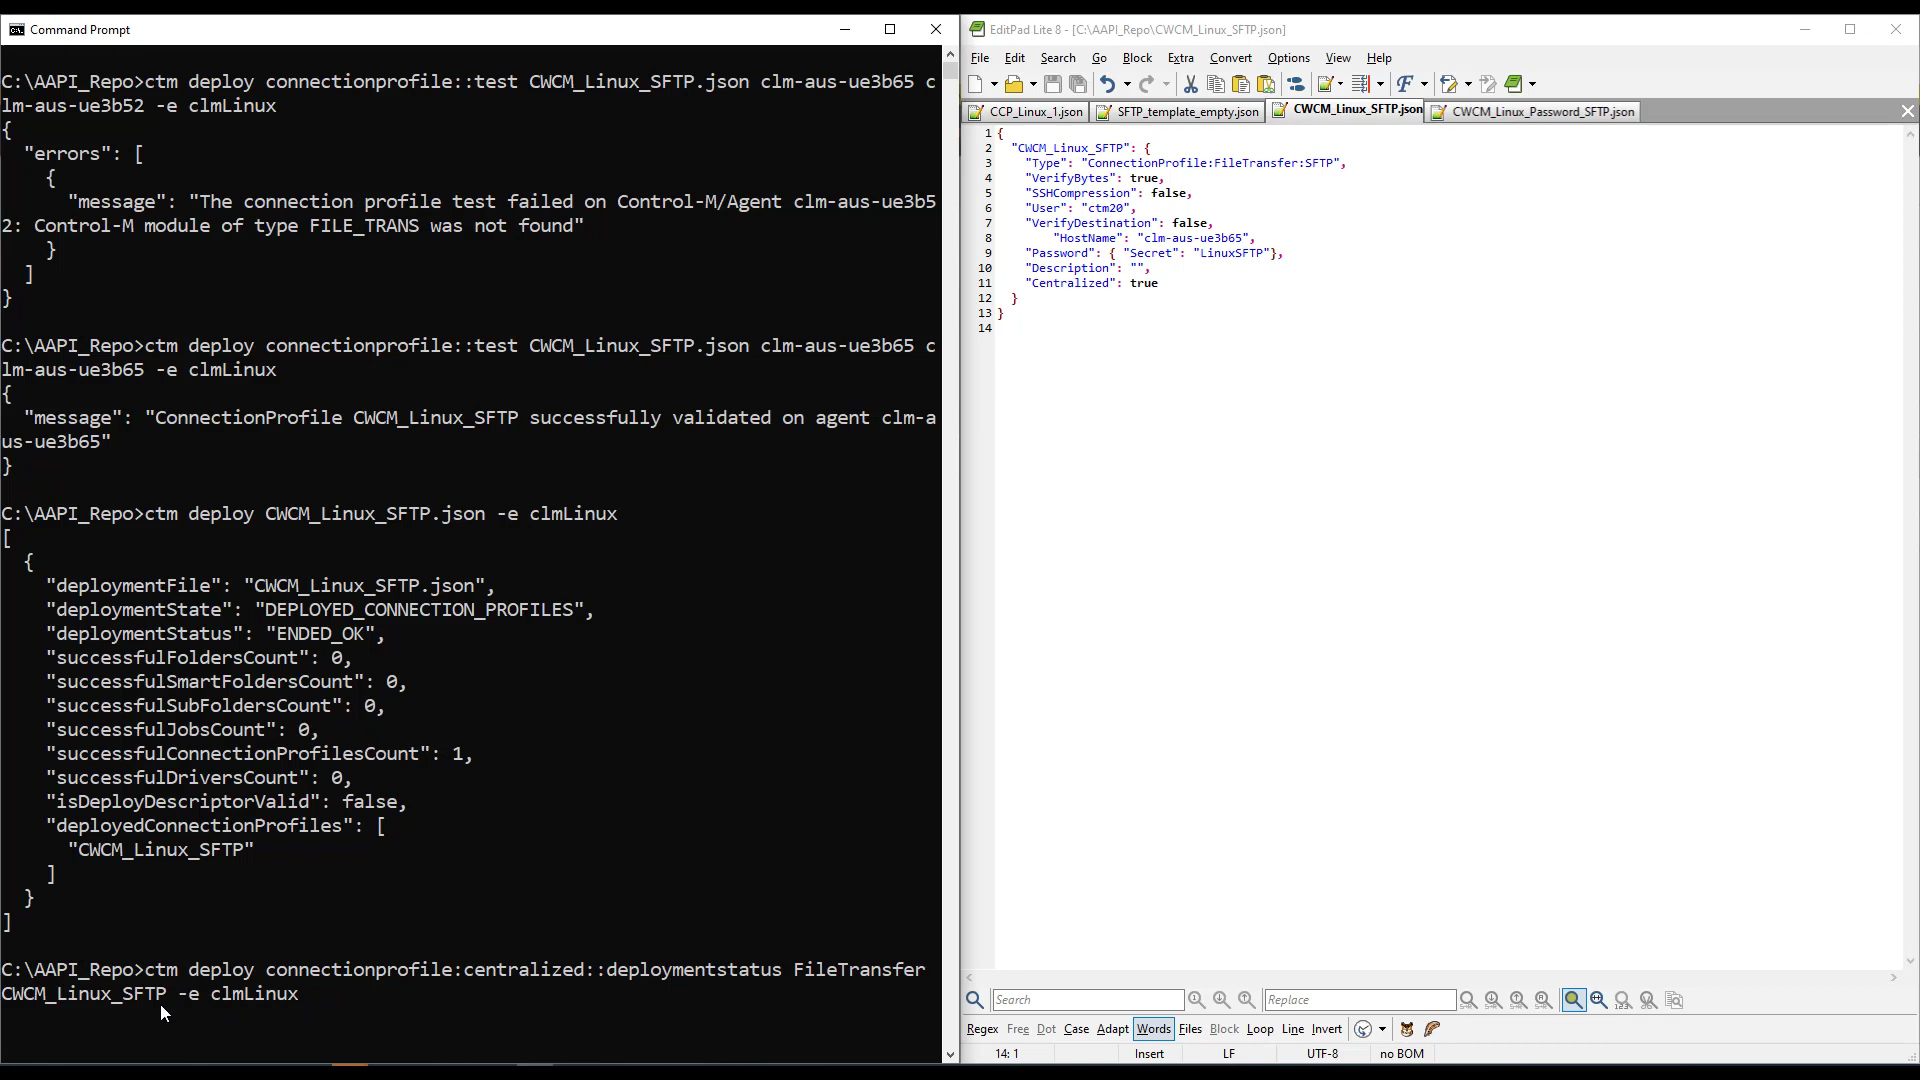 Command Prompt
C:\AAPI_Repo>ctm deploy connectionprofile::test CWCM_Linux_SFTP.json clm-aus-ue3b65 c
lm-aus-ue3b52 -e clmLinux
{
"errors": [
{
"message": "The connection profile test failed on Control-M/Agent clm-aus-ue3b5
2: Control-M module of type FILE_TRANS was not found"
}
]
}
C:\AAPI_Repo>ctm deploy connectionprofile::test CWCM_Linux_SFTP.json clm-aus-ue3b65 c
lm-aus-ue3b65 -e clmLinux
{
"message": "ConnectionProfile CWCM_Linux_SFTP successfully validated on agent clm-a
us-ue3b65"
}
C:\AAPI_Repo>ctm deploy CWCM_Linux_SFTP.json -e clmLinux
[
{
"deploymentFile": "CWCM_Linux_SFTP.json",
"deploymentState": "DEPLOYED_CONNECTION_PROFILES",
"deploymentStatus": "ENDED_OK",
"successfulFoldersCount": 0,
"successfulSmartFoldersCount": 0,
"successfulSubFoldersCount": 0,
"successfulJobsCount": 0,
"successfulConnectionProfilesCount": 1,
"successfulDriversCount": 0,
"isDeployDescriptorValid": false,
"deployedConnectionProfiles": [
"CWCM_Linux_SFTP"
]
}
]
C:\AAPI_Repo>ctm deploy connectionprofile:centralized::deploymentstatus FileTransfer
CWCM_Linux_SFTP -e clmLinux
EditPad Lite 8 - [C:\AAPI_Repo\CWCM_Linux_SFTP.json]
File Edit Search Go Block Extra Convert Options View Help
CCP_Linux_1.json SFTP_template_empty.json CWCM_Linux_SFTP.json CWCM_Linux_Password_SFTP.json
1 {
2 "CWCM_Linux_SFTP": {
3 "Type": "ConnectionProfile:FileTransfer:SFTP",
4 "VerifyBytes": true,
5 "SSHCompression": false,
6 "User": "ctm20",
7 "VerifyDestination": false,
8 "HostName": "clm-aus-ue3b65",
9 "Password": { "Secret": "LinuxSFTP"},
10 "Description": "",
11 "Centralized": true
12 }
13 }
14
Search Replace
Regex Free Dot Case Adapt Words Files Block Loop Line Invert
14: 1 Insert LF UTF-8 no BOM